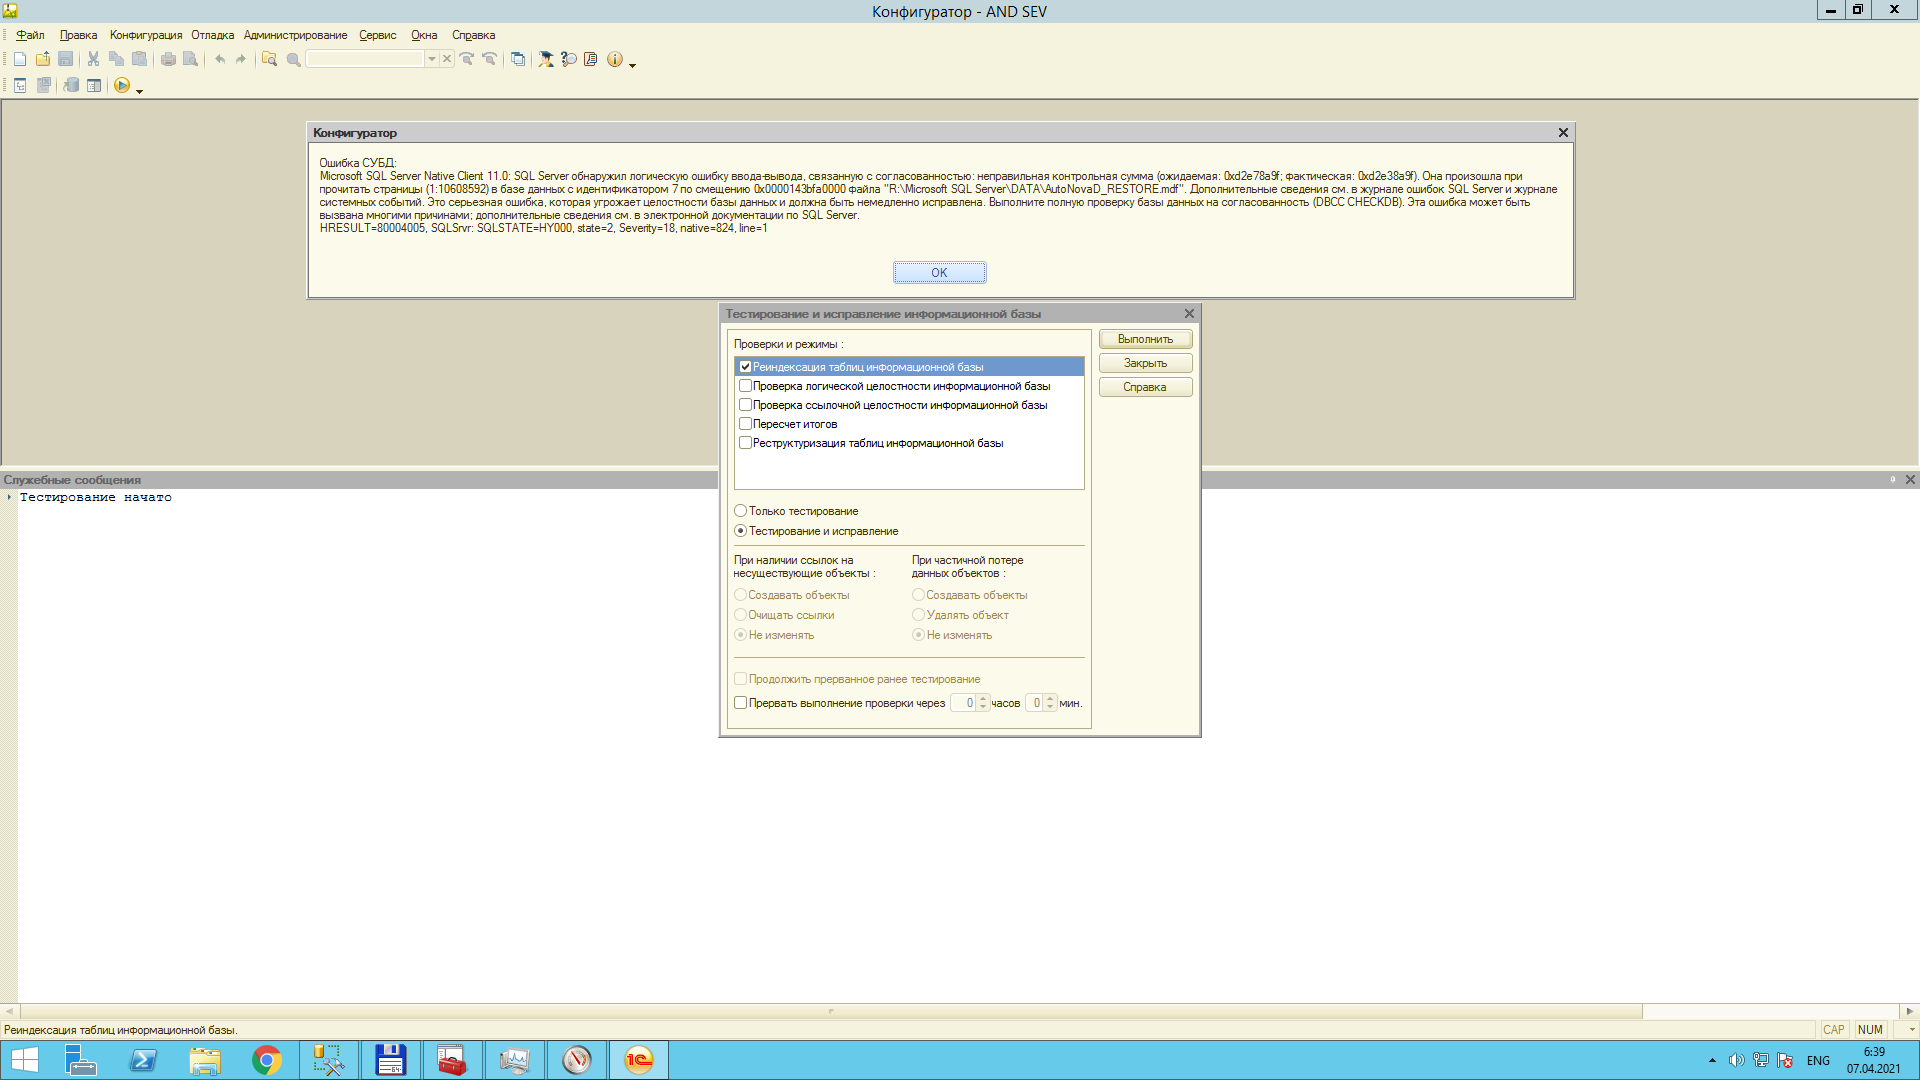 Конфигуратор - AND SEV
Файл Правка Конфигурация Отладка Администрирование Сервис Окна Справка
Конфигуратор
Ошибка СУБД:
Microsoft SQL Server Native Client 11.0: SQL Server обнаружил логическую ошибку ввода-вывода, связанную с согласованностью: неправильная контрольная сумма (ожидаемая: 0xd2e78a9f; фактическая: 0xd2e38a9f). Она произошла при
прочитать страницы (1:10608592) в базе данных с идентификатором 7 по смещению 0x0000143bfa0000 файла "R:\Microsoft SQL Server\DATA\AutoNovaD_RESTORE.mdf". Дополнительные сведения см. в журнале ошибок SQL Server и журнале
системных событий. Это серьезная ошибка, которая угрожает целостности базы данных и должна быть немедленно исправлена. Выполните полную проверку базы данных на согласованность (DBCC CHECKDB). Эта ошибка может быть
вызвана многими причинами; дополнительные сведения см. в электронной документации по SQL Server.
HRESULT=80004005, SQLSrvr: SQLSTATE=HY000, state=2, Severity=18, native=824, line=1
OK
Тестирование и исправление информационной базы
Проверки и режимы :
Реиндексация таблиц информационной базы
Проверка логической целостности информационной базы
Проверка ссылочной целостности информационной базы
Пересчет итогов
Реструктуризация таблиц информационной базы
Выполнить
Закрыть
Справка
Только тестирование
Тестирование и исправление
При наличии ссылок на
несуществующие объекты :
Создавать объекты
Очищать ссылки
Не изменять
При частичной потере
данных объектов :
Создавать объекты
Удалять объект
Не изменять
Продолжить прерванное ранее тестирование
Прервать выполнение проверки через 0 часов 0 мин.
Служебные сообщения
Тестирование начато
Реиндексация таблиц информационной базы.
CAP NUM
64
1С
ENG
6:39
07.04.2021